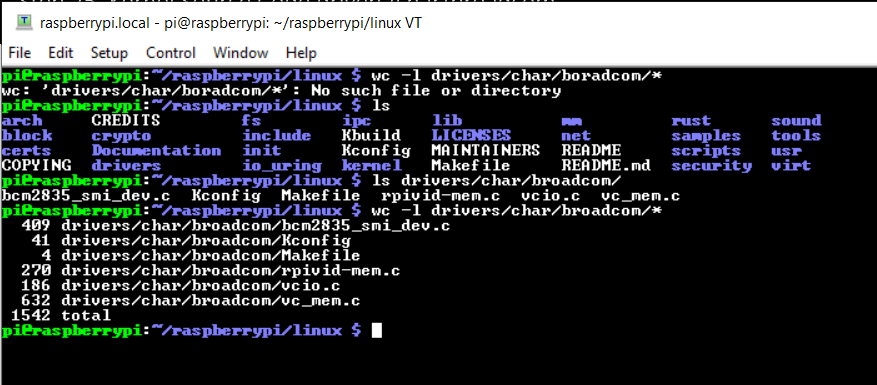 raspberrypi.local - pi@raspberrypi: ~/raspberrypi/linux VT
File Edit Setup Control Window Help
pi@raspberrypi:~/raspberrypi/linux $ wc -l drivers/char/boradcom/*
wc: 'drivers/char/boradcom/*': No such file or directory
pi@raspberrypi:~/raspberrypi/linux $ ls
arch CREDITS fs ipc lib mm rust sound
block crypto include Kbuild LICENSES net samples tools
certs Documentation init Kconfig MAINTAINERS README scripts usr
COPYING drivers io_uring kernel Makefile README.md security virt
pi@raspberrypi:~/raspberrypi/linux $ ls drivers/char/broadcom/
bcm2835_smi_dev.c Kconfig Makefile rpivid-mem.c vcio.c vc_mem.c
pi@raspberrypi:~/raspberrypi/linux $ wc -l drivers/char/broadcom/*
409 drivers/char/broadcom/bcm2835_smi_dev.c
41 drivers/char/broadcom/Kconfig
4 drivers/char/broadcom/Makefile
270 drivers/char/broadcom/rpivid-mem.c
186 drivers/char/broadcom/vcio.c
632 drivers/char/broadcom/vc_mem.c
1542 total
pi@raspberrypi:~/raspberrypi/linux $